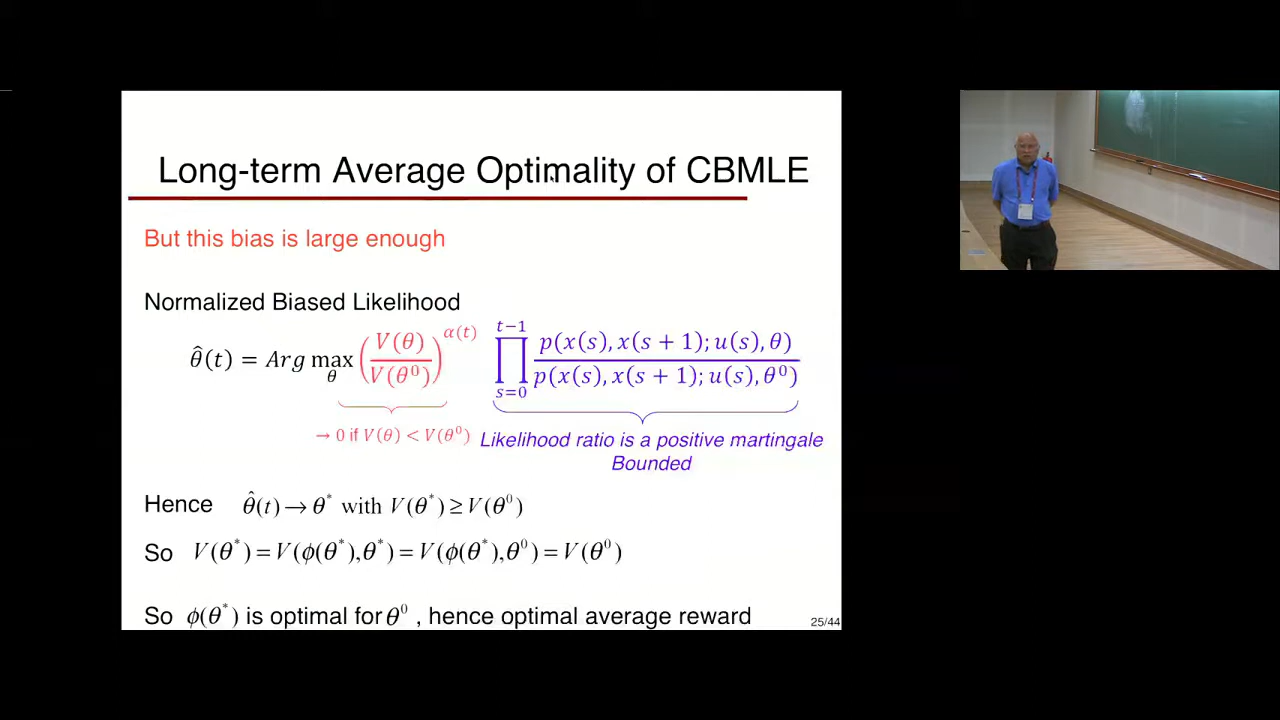 Long-term Average Optimality of CBMLE
But this bias is large enough
Normalized Biased Likelihood
θ̂(t) = Arg max_θ (V(θ)/V(θ⁰))^α(t) ∏_{s=0}^{t−1} p(x(s), x(s + 1); u(s), θ)/p(x(s), x(s + 1); u(s), θ⁰)
→ 0 if V(θ) < V(θ⁰)
Likelihood ratio is a positive martingale
Bounded
Hence θ̂(t) → θ* with V(θ*) ≥ V(θ⁰)
So V(θ*) = V(ϕ(θ*), θ*) = V(ϕ(θ*), θ⁰) = V(θ⁰)
So ϕ(θ*) is optimal for θ⁰ , hence optimal average reward
25/44